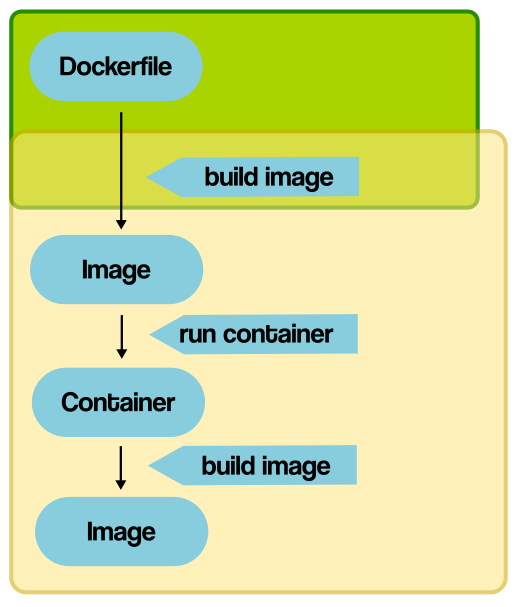 Dockerfile
build image
Image
run container
Container
build image
Image